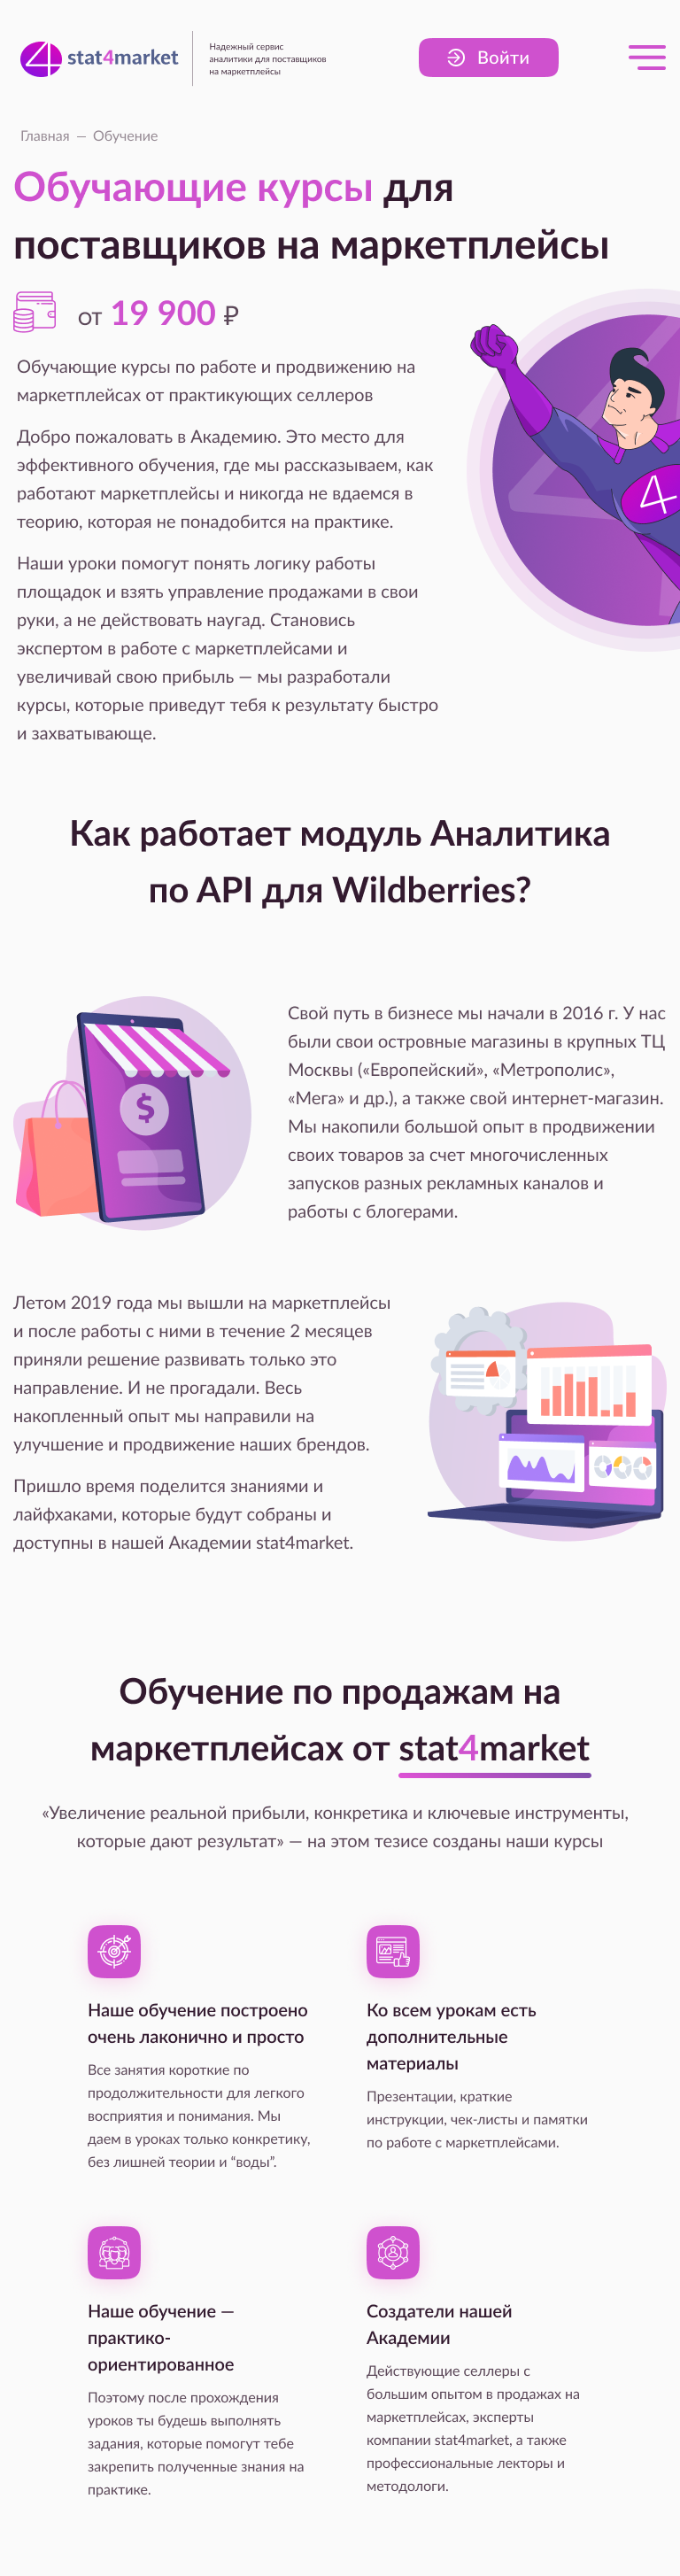 stat4market
Надежный сервис
аналитики для поставщиков
на маркетплейсы
Войти
Главная — Обучение
Обучающие курсы для
поставщиков на маркетплейсы
от 19 900 ₽
Обучающие курсы по работе и продвижению на
маркетплейсах от практикующих селлеров
Добро пожаловать в Академию. Это место для
эффективного обучения, где мы рассказываем, как
работают маркетплейсы и никогда не вдаемся в
теорию, которая не понадобится на практике.
Наши уроки помогут понять логику работы
площадок и взять управление продажами в свои
руки, а не действовать наугад. Становись
экспертом в работе с маркетплейсами и
увеличивай свою прибыль — мы разработали
курсы, которые приведут тебя к результату быстро
и захватывающе.
4
Как работает модуль Аналитика
по API для Wildberries?
$
Свой путь в бизнесе мы начали в 2016 г. У нас
были свои островные магазины в крупных ТЦ
Москвы («Европейский», «Метрополис»,
«Мега» и др.), а также свой интернет-магазин.
Мы накопили большой опыт в продвижении
своих товаров за счет многочисленных
запусков разных рекламных каналов и
работы с блогерами.
Летом 2019 года мы вышли на маркетплейсы
и после работы с ними в течение 2 месяцев
приняли решение развивать только это
направление. И не прогадали. Весь
накопленный опыт мы направили на
улучшение и продвижение наших брендов.
Пришло время поделится знаниями и
лайфхаками, которые будут собраны и
доступны в нашей Академии stat4market.
Обучение по продажам на
маркетплейсах от stat4market
«Увеличение реальной прибыли, конкретика и ключевые инструменты,
которые дают результат» — на этом тезисе созданы наши курсы
Наше обучение построено
очень лаконично и просто
Все занятия короткие по
продолжительности для легкого
восприятия и понимания. Мы
даем в уроках только конкретику,
без лишней теории и “воды”.
Ко всем урокам есть
дополнительные
материалы
Презентации, краткие
инструкции, чек-листы и памятки
по работе с маркетплейсами.
Наше обучение —
практико-
ориентированное
Поэтому после прохождения
уроков ты будешь выполнять
задания, которые помогут тебе
закрепить полученные знания на
практике.
Создатели нашей
Академии
Действующие селлеры с
большим опытом в продажах на
маркетплейсах, эксперты
компании stat4market, а также
профессиональные лекторы и
методологи.